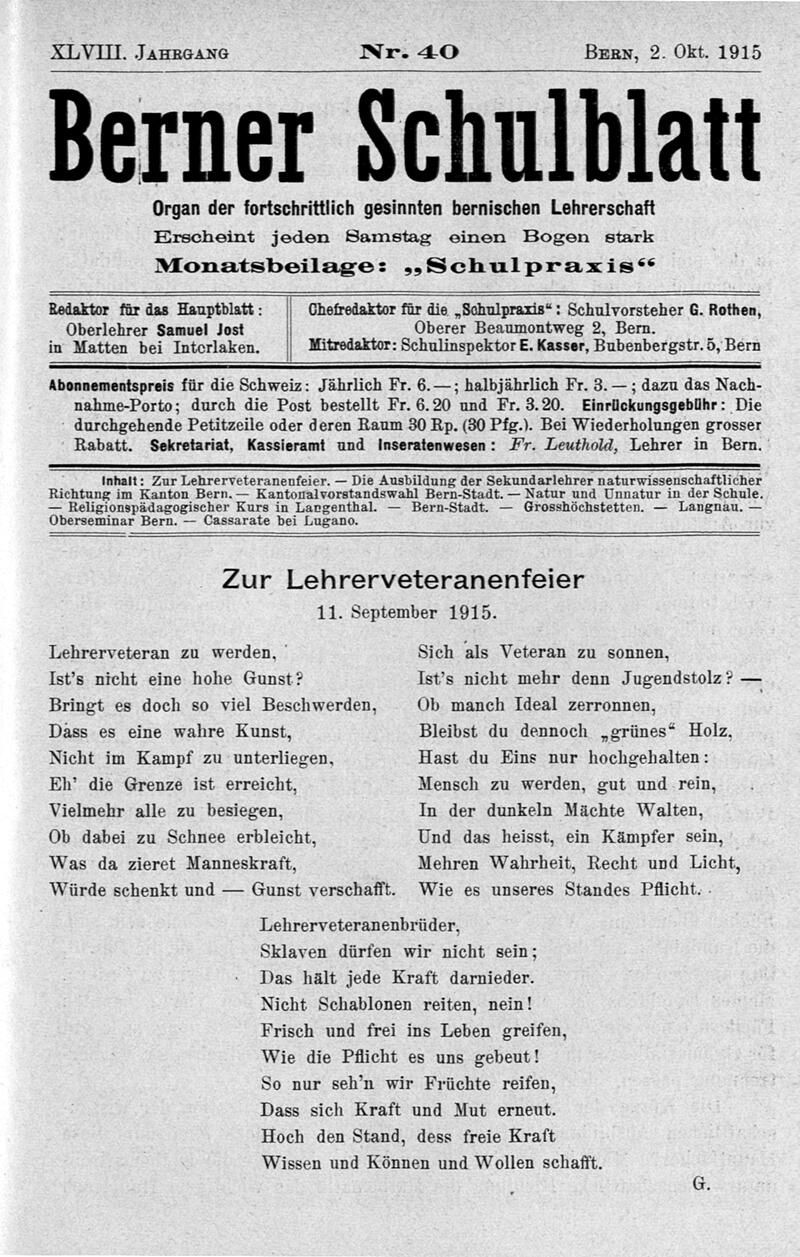 XLVIII. Jahrgang Nr. 40 Bern, 2. Okt. 1915
Berner Schulblatt
Organ der fortschrittlich gesinnten bernischen Lehrerschaft
Erscheint jeden Samstag einen Bogen stark
Monatsbeilage: „Schulpraxis“
Redaktor für das Hauptblatt:
Oberlehrer Samuel Jost
in Matten bei Interlaken.
Chefredaktor für die „Schulpraxis“: Schulvorsteher G. Rothen,
Oberer Beaumontweg 2, Bern.
Mitredaktor: Schulinspektor E. Kasser, Bubenbergstr. 5, Bern
Abonnementspreis für die Schweiz: Jährlich Fr. 6.—; halbjährlich Fr. 3.—; dazu das Nach-
nahme-Porto; durch die Post bestellt Fr. 6.20 und Fr. 3.20. Einrückungsgebühr: Die
durchgehende Petitzeile oder deren Raum 30 Rp. (30 Pfg.). Bei Wiederholungen grosser
Rabatt. Sekretariat, Kassieramt und Inseratenwesen: Fr. Leuthold, Lehrer in Bern.
Inhalt: Zur Lehrerveteranenfeier. — Die Ausbildung der Sekundarlehrer naturwissenschaftlicher
Richtung im Kanton Bern. — Kantonalvorstandswahl Bern-Stadt. — Natur und Unnatur in der Schule.
— Religionspädagogischer Kurs in Langenthal. — Bern-Stadt. — Grosshöchstetten. — Langnau. —
Oberseminar Bern. — Cassarate bei Lugano.
Zur Lehrerveteranenfeier
11. September 1915.
Lehrerveteran zu werden,
Ist's nicht eine hohe Gunst?
Bringt es doch so viel Beschwerden,
Dass es eine wahre Kunst,
Nicht im Kampf zu unterliegen,
Eh' die Grenze ist erreicht,
Vielmehr alle zu besiegen,
Ob dabei zu Schnee erbleicht,
Was da zieret Manneskraft,
Würde schenkt und — Gunst verschafft.
Sich als Veteran zu sonnen,
Ist's nicht mehr denn Jugendstolz? —
Ob manch Ideal zerronnen,
Bleibst du dennoch „grünes“ Holz,
Hast du Eins nur hochgehalten:
Mensch zu werden, gut und rein,
In der dunkeln Mächte Walten,
Und das heisst, ein Kämpfer sein,
Mehren Wahrheit, Recht und Licht,
Wie es unseres Standes Pflicht.
Lehrerveteranenbrüder,
Sklaven dürfen wir nicht sein;
Das hält jede Kraft darnieder.
Nicht Schablonen reiten, nein!
Frisch und frei ins Leben greifen,
Wie die Pflicht es uns gebeut!
So nur seh'n wir Früchte reifen,
Dass sich Kraft und Mut erneut.
Hoch den Stand, dess freie Kraft
Wissen und Können und Wollen schafft.
G.